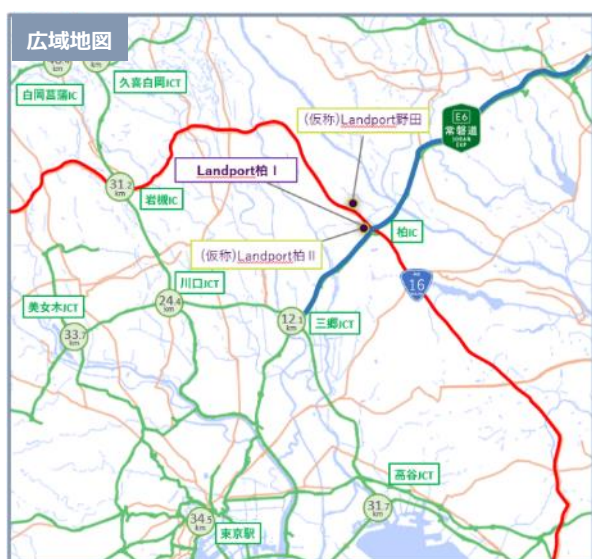 広域地図
km
白岡菖蒲IC
久喜白岡JCT
(仮称)Landport野田
E6
常磐道
JOBAN
EXP
Landport柏Ⅰ
31.2
km
岩槻IC
(仮称)Landport柏Ⅱ
柏IC
16
川口JCT
24.4
km
美女木JCT
33.7
km
12.1
km
三郷JCT
高谷JCT
31.7
km
34.5
km
東京駅